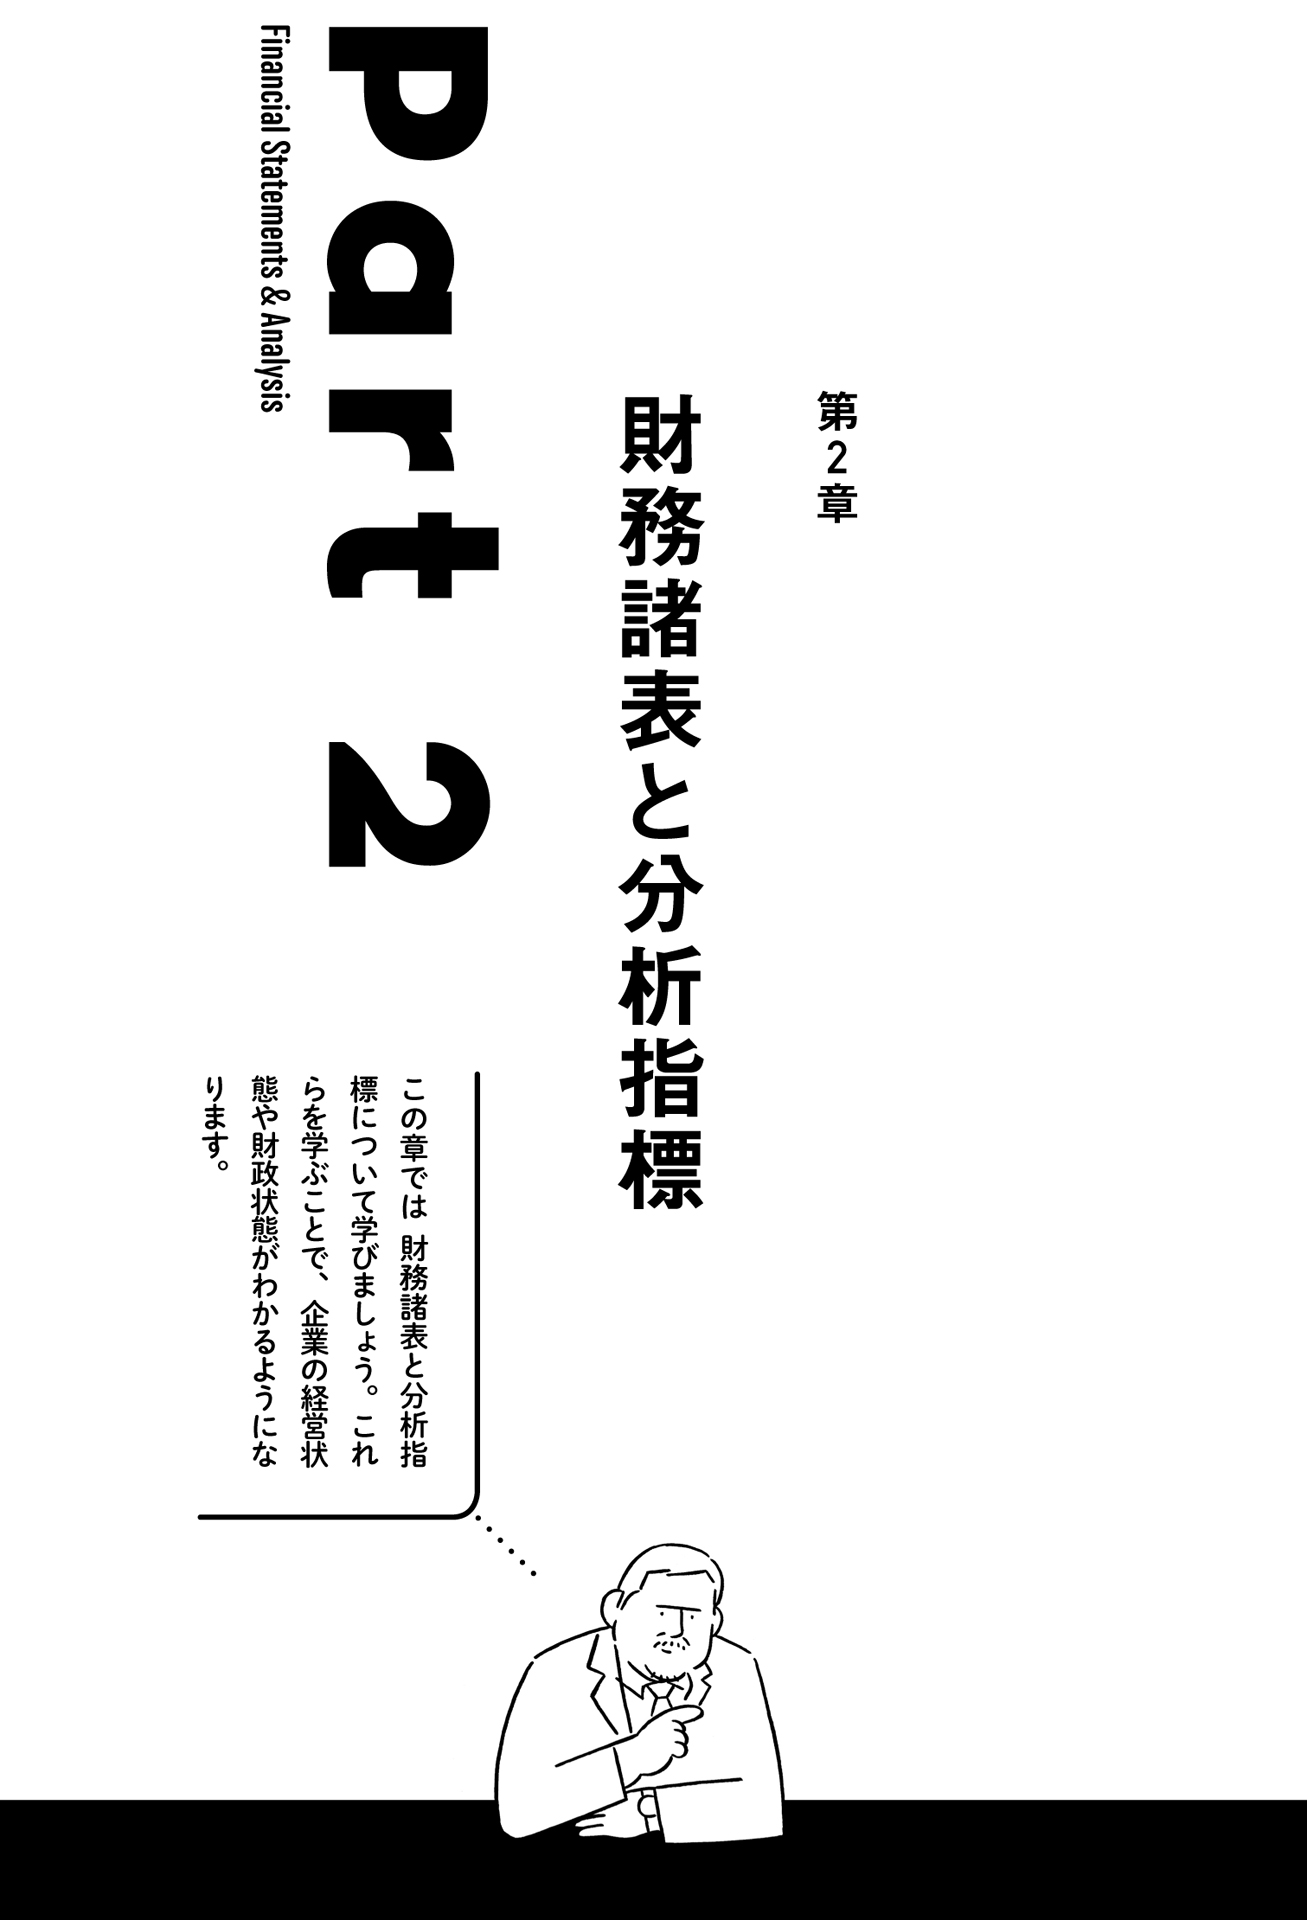 第2章
財務諸表と分析指標
Part 2
Financial Statements & Analysis
この章では 財務諸表と分析指
標について学びましょう。これ
らを学ぶことで、企業の経営状
態や財政状態がわかるようにな
ります。